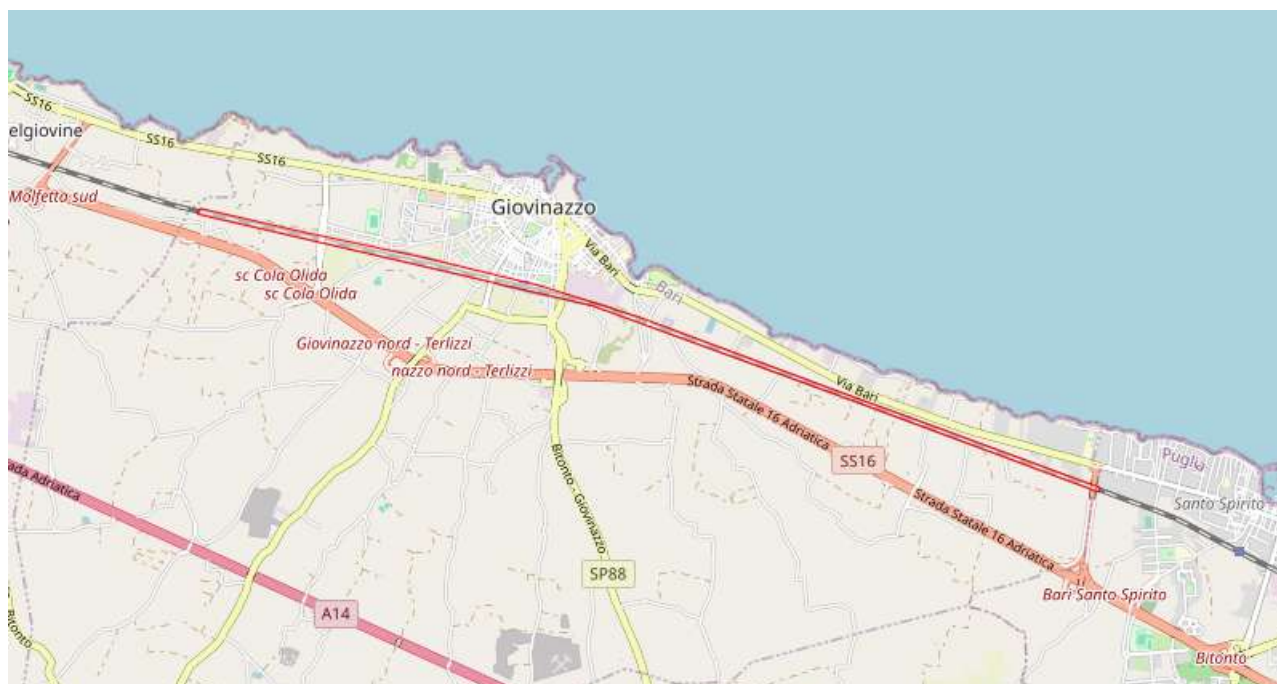 SS16
elgiovine
SS16
SS16
Molfetta sud
Giovinazzo
sc Cola Olida
sc Cola Olida
Via Bari
Bari
Giovinazzo nord - Terlizzi
nazzo nord - Terlizzi
Strada Statale 16 Adriatica
Via Bari
SS16
Puglia
Santo Spirito
rada Adriatica
Bitonto - Giovinazzo
Strada Statale 16 Adriatica
SP88
A14
Bari Santo Spirito
Bitonto
Bitonto